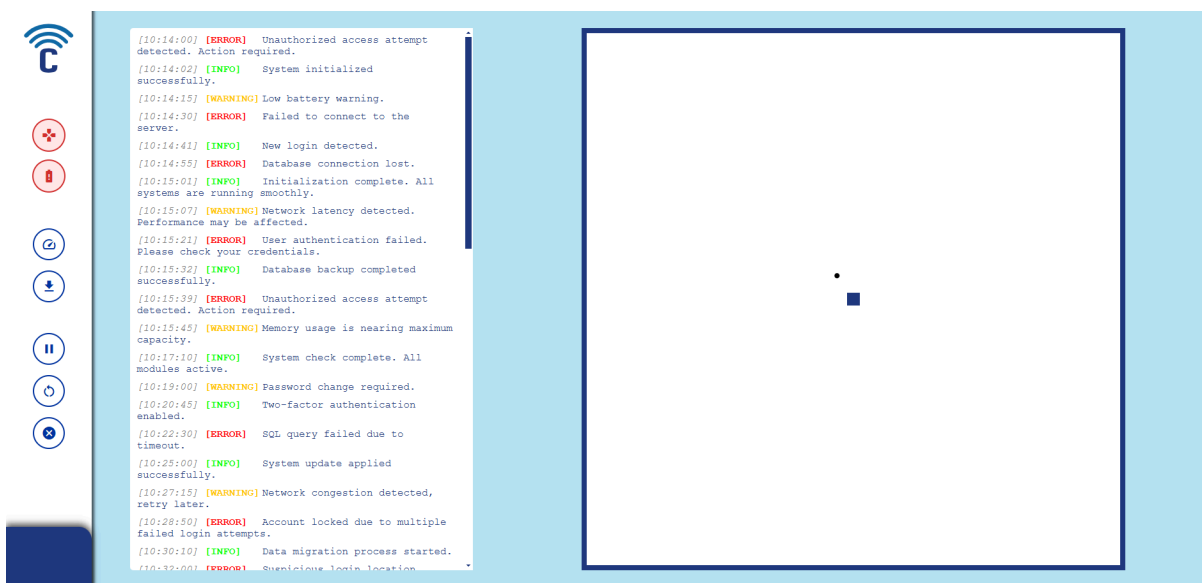 C
[10:14:00] [ERROR] Unauthorized access attempt
detected. Action required.
[10:14:02] [INFO] System initialized
successfully.
[10:14:15] [WARNING] Low battery warning.
[10:14:30] [ERROR] Failed to connect to the
server.
[10:14:41] [INFO] New login detected.
[10:14:55] [ERROR] Database connection lost.
[10:15:01] [INFO] Initialization complete. All
systems are running smoothly.
[10:15:07] [WARNING] Network latency detected.
Performance may be affected.
[10:15:21] [ERROR] User authentication failed.
Please check your credentials.
[10:15:32] [INFO] Database backup completed
successfully.
[10:15:39] [ERROR] Unauthorized access attempt
detected. Action required.
[10:15:45] [WARNING] Memory usage is nearing maximum
capacity.
[10:17:10] [INFO] System check complete. All
modules active.
[10:19:00] [WARNING] Password change required.
[10:20:45] [INFO] Two-factor authentication
enabled.
[10:22:30] [ERROR] SQL query failed due to
timeout.
[10:25:00] [INFO] System update applied
successfully.
[10:27:15] [WARNING] Network congestion detected,
retry later.
[10:28:50] [ERROR] Account locked due to multiple
failed login attempts.
[10:30:10] [INFO] Data migration process started.
[10:32:00] [ERROR] Suspicious login location